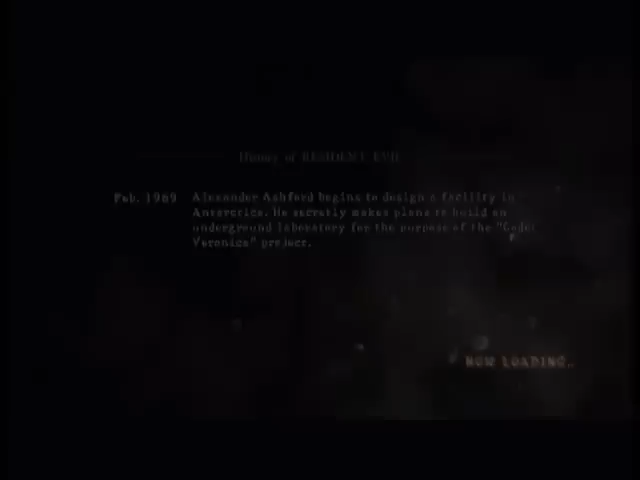 History of RESIDENT EVIL
Feb. 1969 Alexander Ashford begins to design a facility in
Antarctica. He secretly makes plans to build an
underground laboratory for the purpose of the "Code:
Veronica" project.
NOW LOADING..